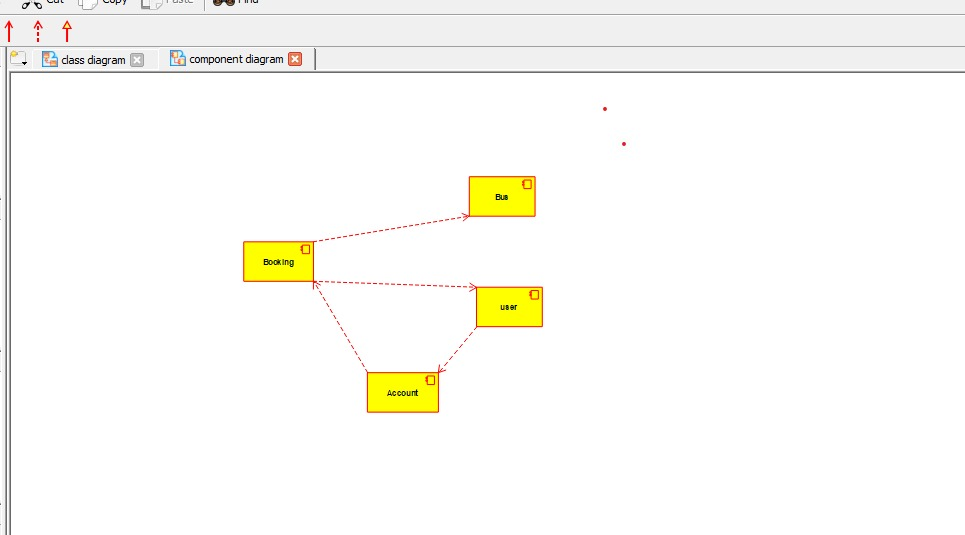 Cut Copy Paste Find
class diagram component diagram
Bus
Booking
user
Account